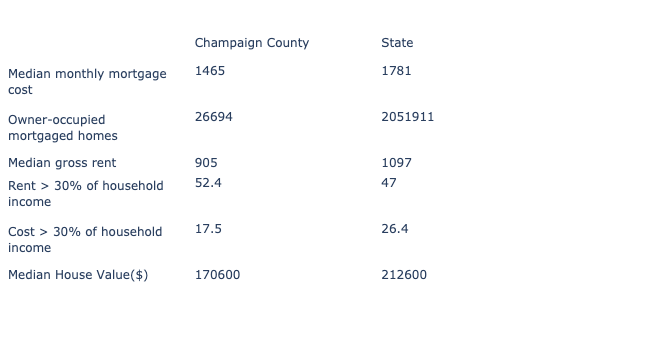 Champaign County State
Median monthly mortgage 1465 1781
cost
Owner-occupied 26694 2051911
mortgaged homes
Median gross rent 905 1097
Rent > 30% of household 52.4 47
income
Cost > 30% of household 17.5 26.4
income
Median House Value($) 170600 212600